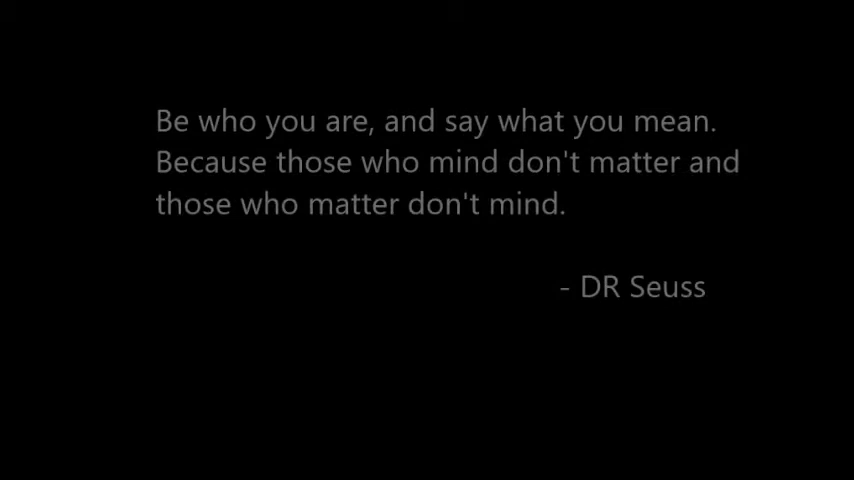 Be who you are, and say what you mean.
Because those who mind don't matter and
those who matter don't mind.
- DR Seuss